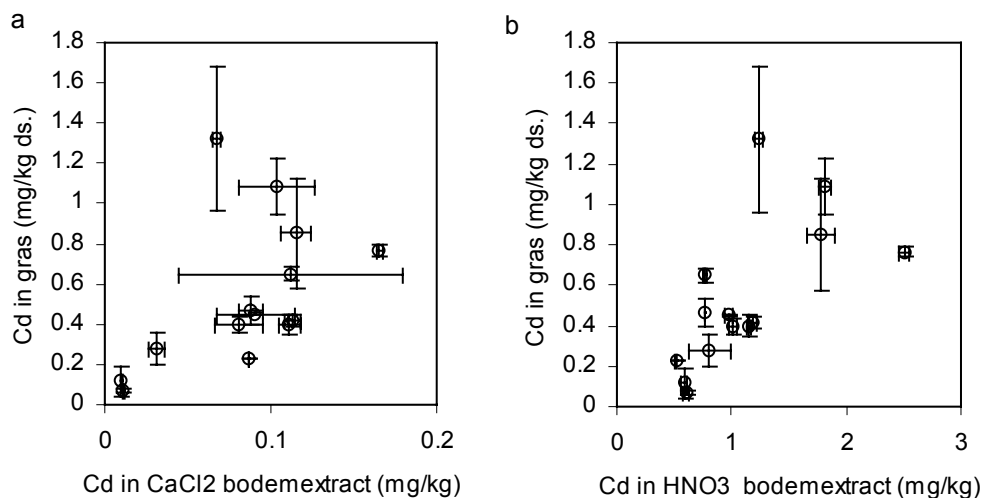 a
1.8
1.6
1.4
1.2
1
0.8
0.6
0.4
0.2
0
Cd in gras (mg/kg ds.)
0 0.1 0.2
Cd in CaCl2 bodemextract (mg/kg)
b
1.8
1.6
1.4
1.2
1
0.8
0.6
0.4
0.2
0
Cd in gras (mg/kg ds.)
0 1 2 3
Cd in HNO3 bodemextract (mg/kg)